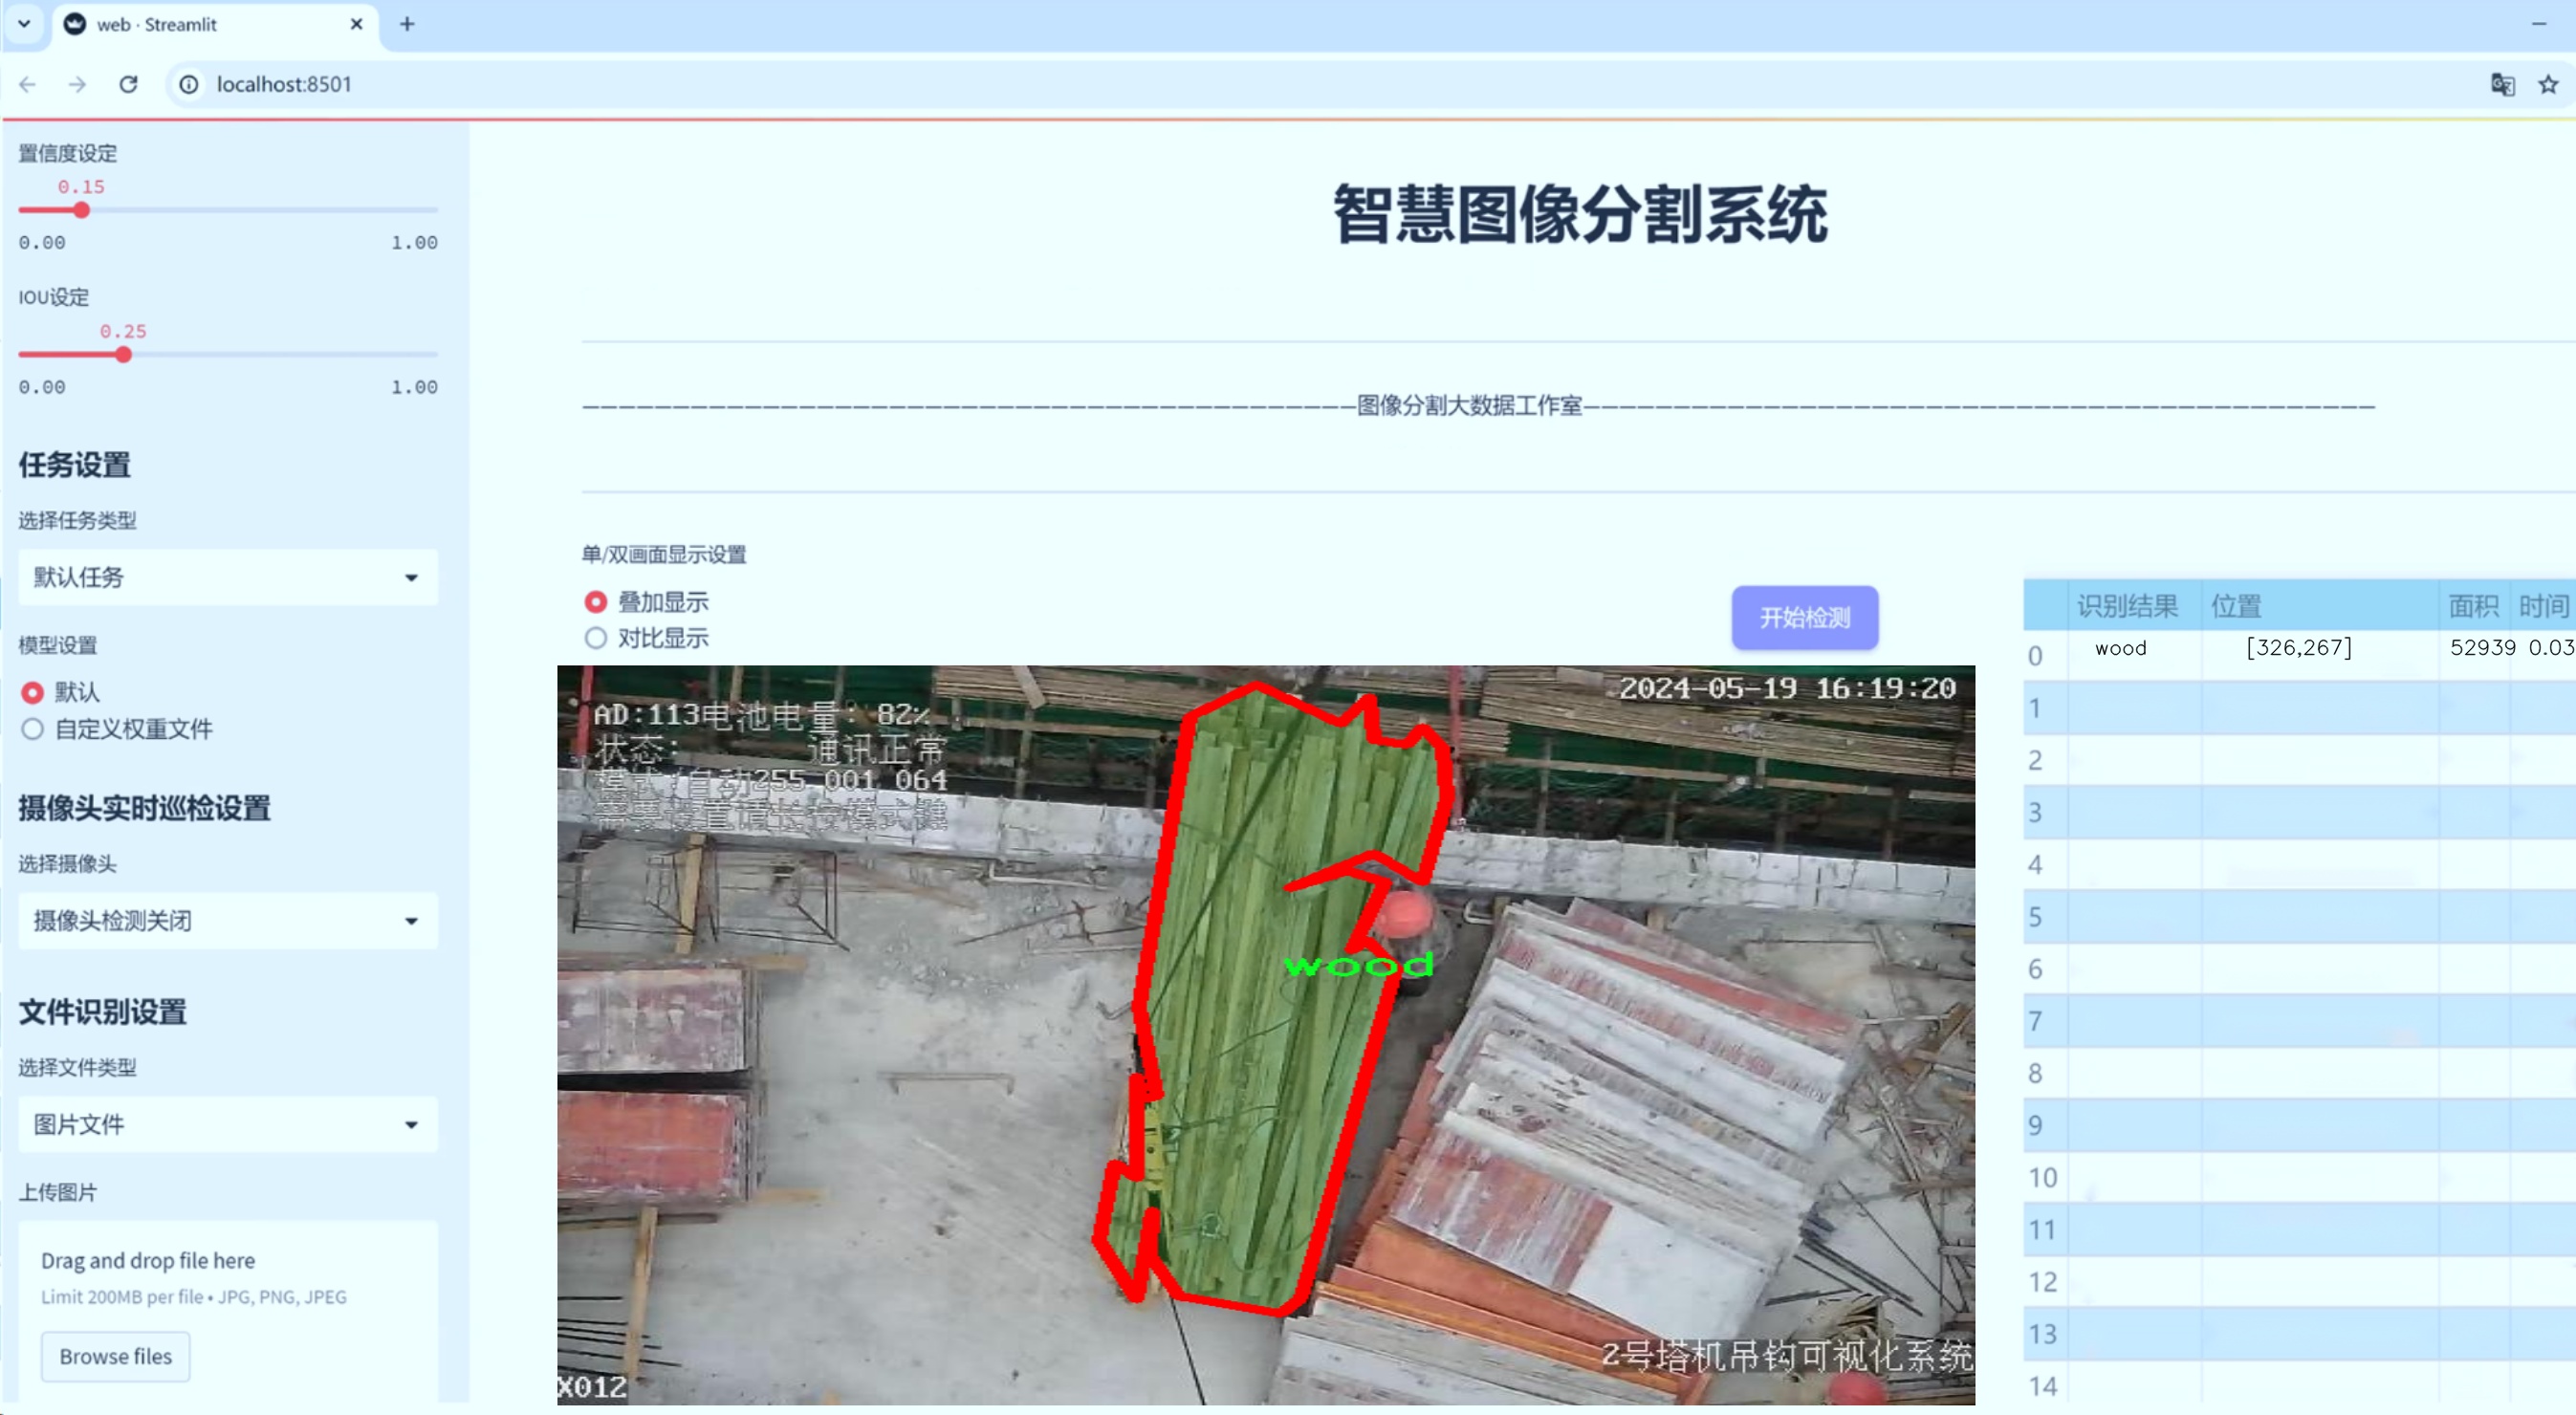 web · Streamlit
localhost:8501
置信度设定
0.15
0.00 1.00
IOU设定
0.25
0.00 1.00
任务设置
选择任务类型
默认任务
模型设置
默认
自定义权重文件
摄像头实时巡检设置
选择摄像头
摄像头检测关闭
文件识别设置
选择文件类型
图片文件
上传图片
Drag and drop file here
Limit 200MB per file • JPG, PNG, JPEG
Browse files
智慧图像分割系统
———————————————————————————————————————————图像分割大数据工作室————————————————————————————————————————————
单/双画面显示设置
叠加显示
对比显示
开始检测
2024-05-19 16:19:20
AD:113电池电量: 82%
状态: 通讯正常
模式:自动255 001 064
需要设置请长按模式键
wood
2号塔机吊钩可视化系统
X012
识别结果 位置 面积 时间
0 wood [326,267] 52939 0.03
1
2
3
4
5
6
7
8
9
10
11
12
13
14